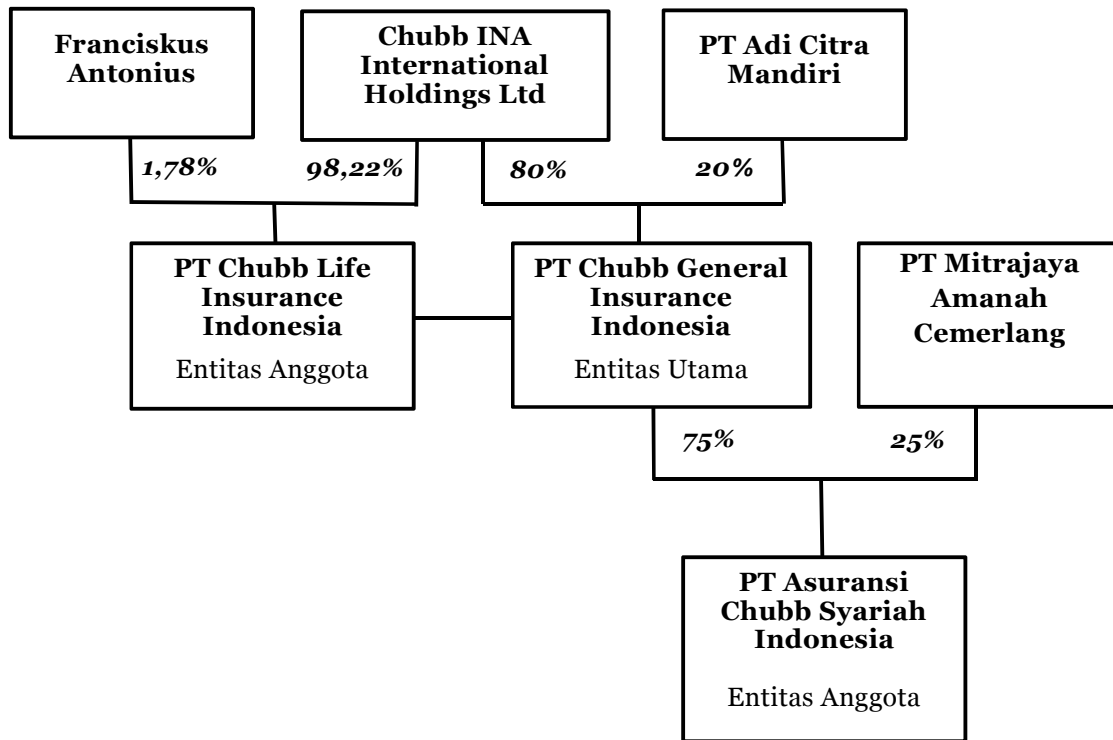 Franciskus
Antonius
Chubb INA
International
Holdings Ltd
PT Adi Citra
Mandiri
1,78%
98,22%
80%
20%
PT Chubb Life
Insurance
Indonesia
Entitas Anggota
PT Chubb General
Insurance
Indonesia
Entitas Utama
PT Mitrajaya
Amanah
Cemerlang
75%
25%
PT Asuransi
Chubb Syariah
Indonesia
Entitas Anggota